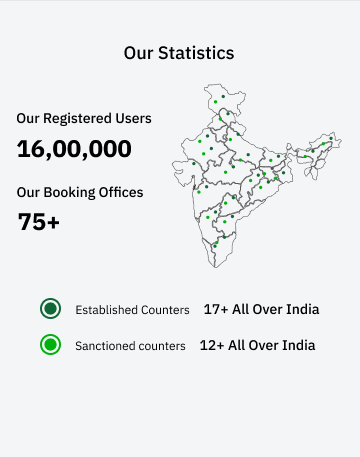 Our Statistics
Our Registered Users
16,00,000
Our Booking Offices
75+
Established Counters 17+ All Over India
Sanctioned counters 12+ All Over India